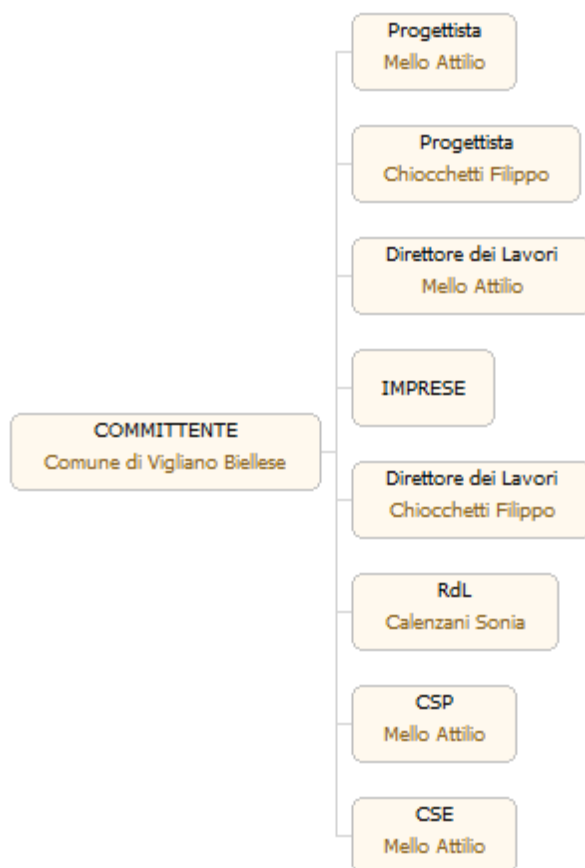 Progettista
Mello Attilio
Progettista
Chiocchetti Filippo
Direttore dei Lavori
Mello Attilio
IMPRESE
COMMITTENTE
Comune di Vigliano Biellese
Direttore dei Lavori
Chiocchetti Filippo
RdL
Calenzani Sonia
CSP
Mello Attilio
CSE
Mello Attilio